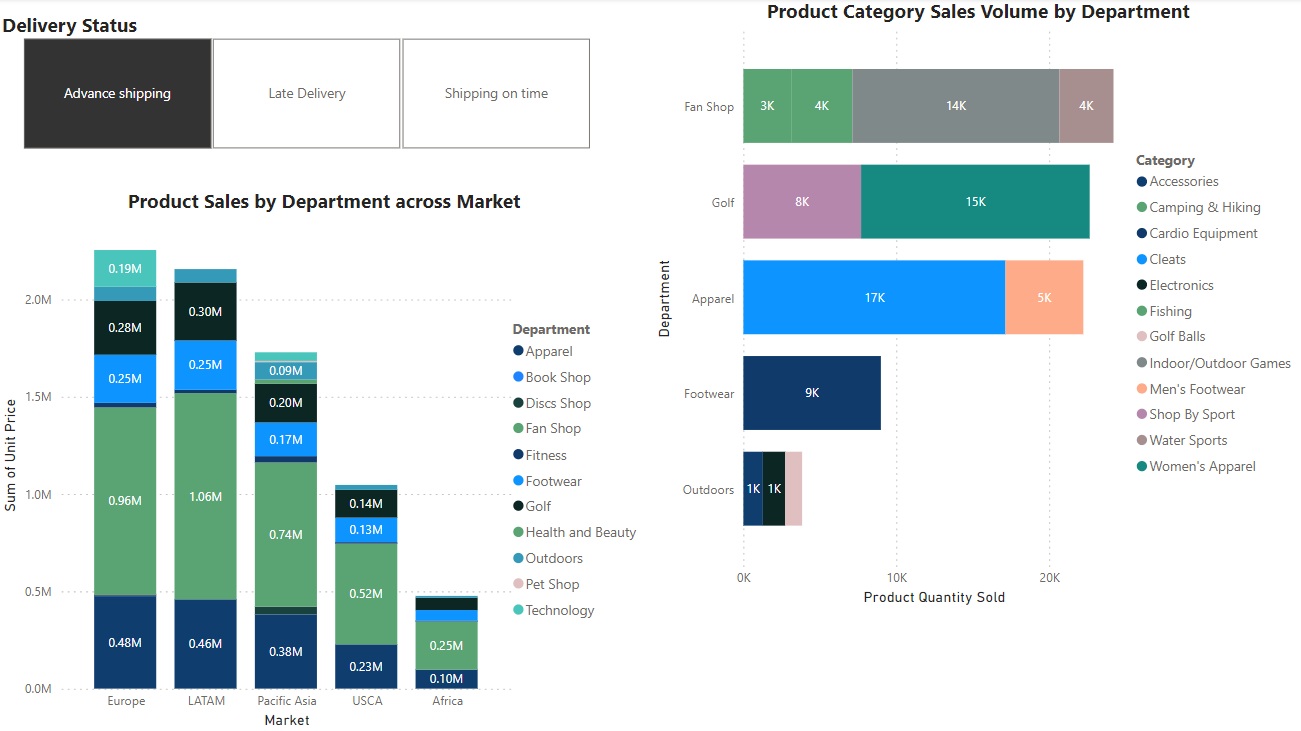 Delivery Status
Advance shipping
Late Delivery
Shipping on time
Product Sales by Department across Market
Sum of Unit Price
2.0M
1.5M
1.0M
0.5M
0.0M
0.19M
0.28M
0.25M
0.96M
0.48M
0.30M
0.25M
1.06M
0.46M
0.09M
0.20M
0.17M
0.74M
0.38M
0.14M
0.13M
0.52M
0.23M
0.25M
0.10M
Europe
LATAM
Pacific Asia
USCA
Africa
Market
Department
Apparel
Book Shop
Discs Shop
Fan Shop
Fitness
Footwear
Golf
Health and Beauty
Outdoors
Pet Shop
Technology
Product Category Sales Volume by Department
Department
Fan Shop
3K
4K
14K
4K
Golf
8K
15K
Apparel
17K
5K
Footwear
9K
Outdoors
1K
1K
0K
10K
20K
Product Quantity Sold
Category
Accessories
Camping & Hiking
Cardio Equipment
Cleats
Electronics
Fishing
Golf Balls
Indoor/Outdoor Games
Men's Footwear
Shop By Sport
Water Sports
Women's Apparel